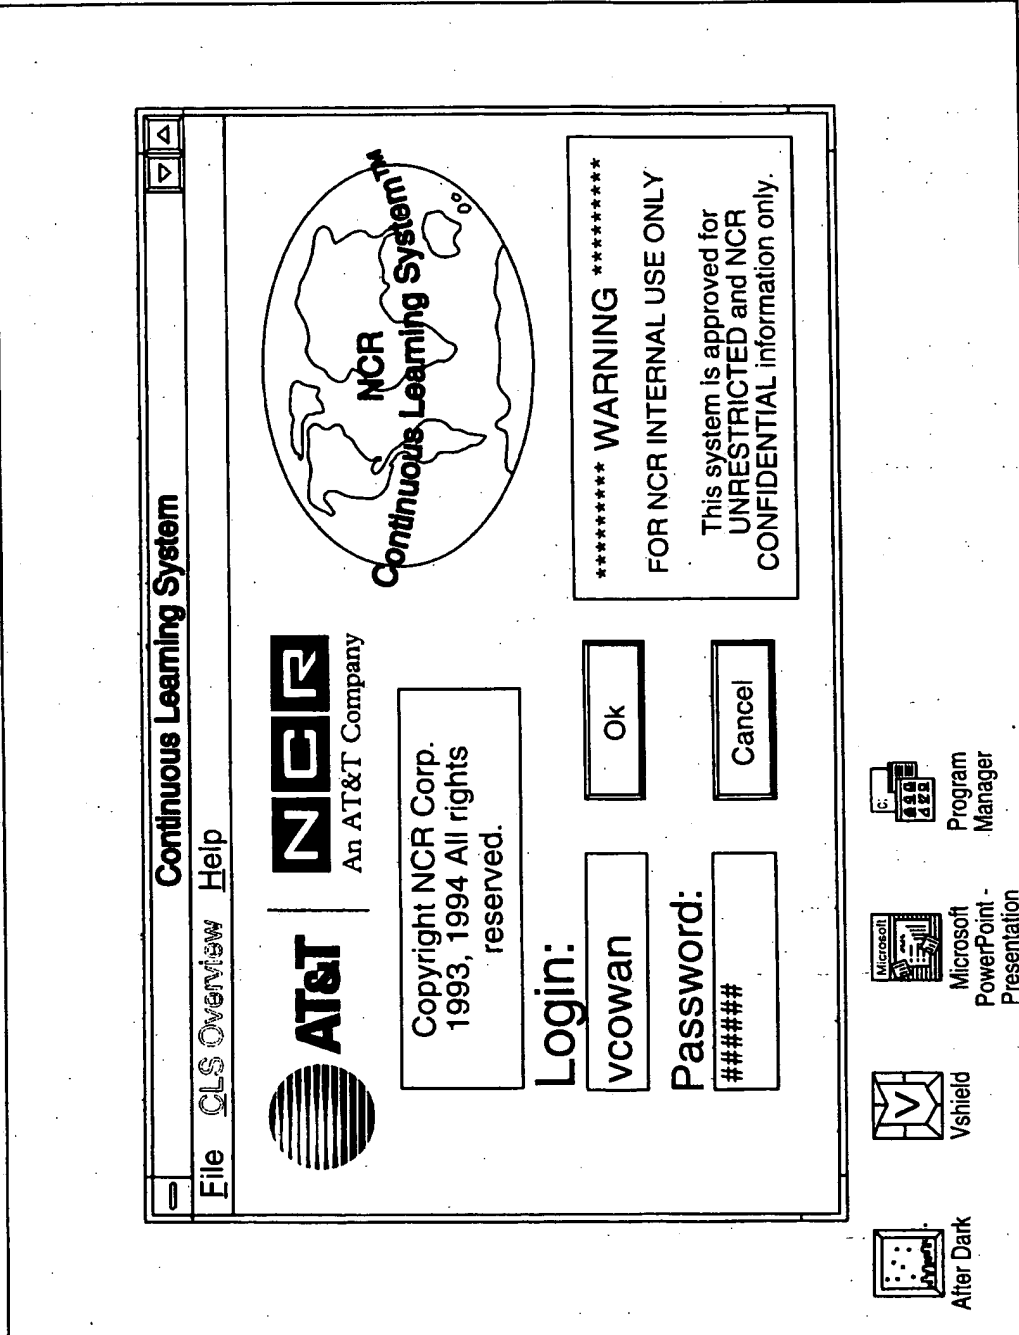 Continuous Learning System
File CLS Overview Help
AT&T
NCR
An AT&T Company
NCR
Continuous Learning System™
Copyright NCR Corp.
1993, 1994 All rights
reserved.
Login:
vcowan
Password:
######
Ok
Cancel
********* WARNING *********
FOR NCR INTERNAL USE ONLY
This system is approved for
UNRESTRICTED and NCR
CONFIDENTIAL information only.
After Dark
V
Vshield
Microsoft
Microsoft
PowerPoint -
Presentation
C:
Program
Manager